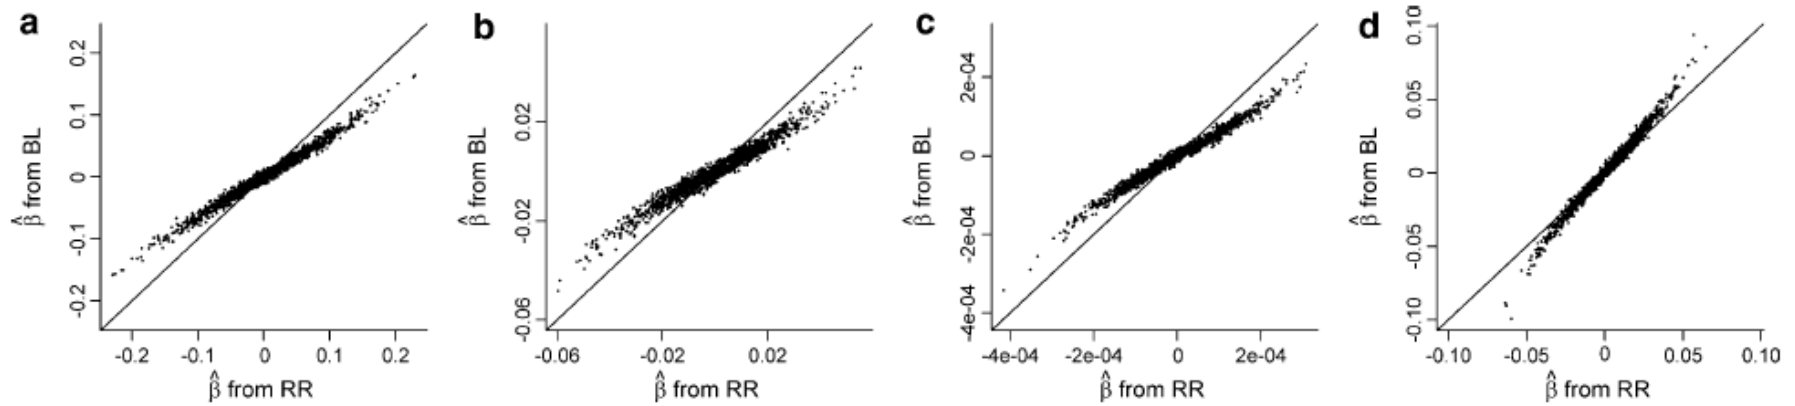 a
0.2
0.1
0
-0.1
-0.2
β̂ from BL
-0.2 -0.1 0 0.1 0.2
β̂ from RR
b
0.02
-0.02
-0.06
β̂ from BL
-0.06 -0.02 0.02
β̂ from RR
c
2e-04
0
-2e-04
-4e-04
β̂ from BL
-4e-04 -2e-04 0 2e-04
β̂ from RR
d
0.10
0.05
0
-0.05
-0.10
β̂ from BL
-0.10 -0.05 0 0.05 0.10
β̂ from RR